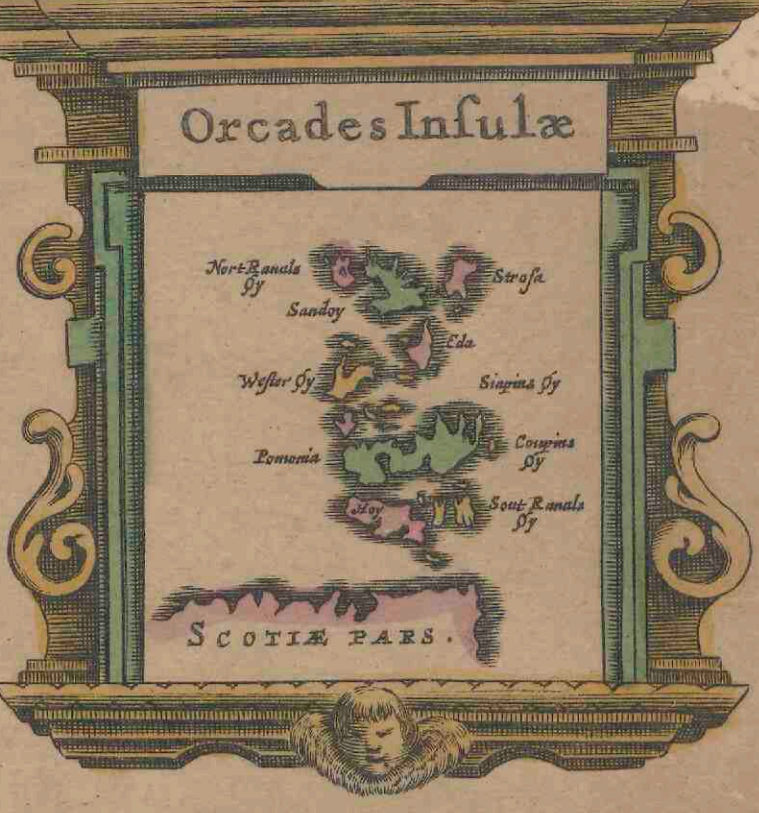 Orcades Inſulæ
Nort-Ranals
Øy
Stroſa
Sandoy
Eda
Weſter Øy
Siapins Øy
Pomonia
Coupins
Øy
Hoy
Sout Ranals
Øy
SCOTIÆ PARS.